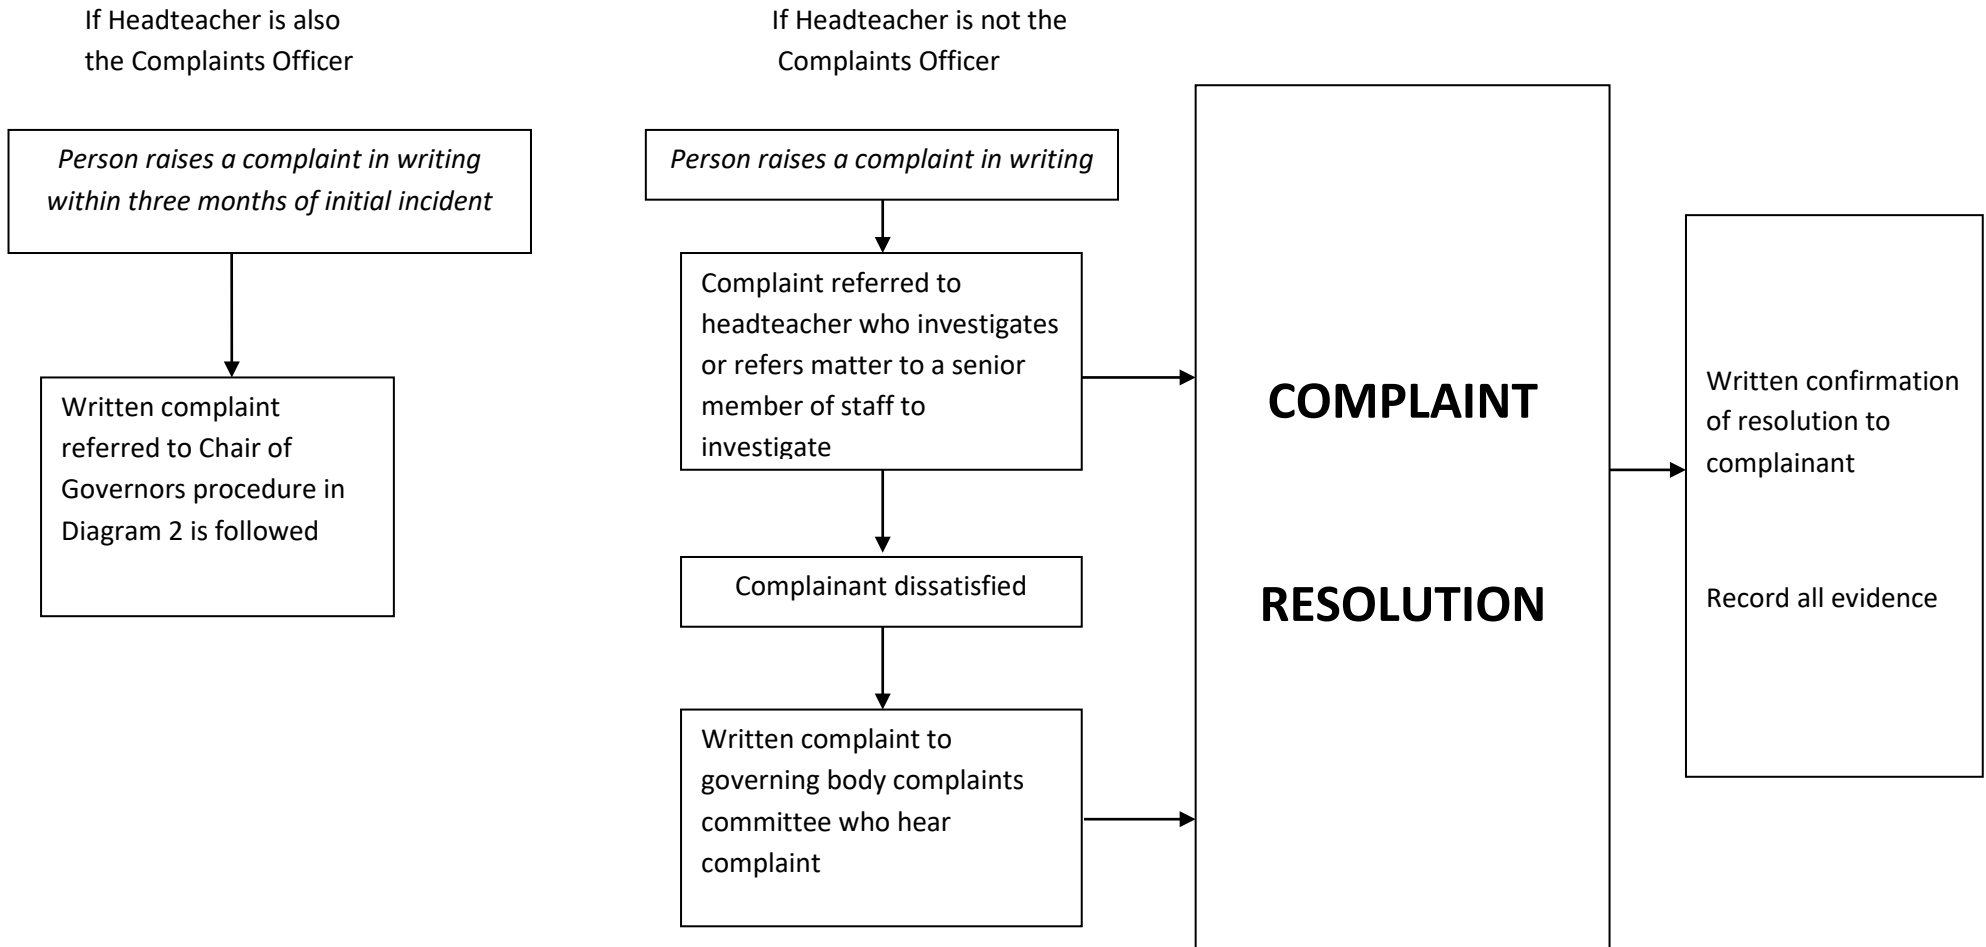 If Headteacher is also
the Complaints Officer
Person raises a complaint in writing
within three months of initial incident
Written complaint
referred to Chair of
Governors procedure in
Diagram 2 is followed
If Headteacher is not the
Complaints Officer
Person raises a complaint in writing
Complaint referred to
headteacher who investigates
or refers matter to a senior
member of staff to
investigate
Complainant dissatisfied
Written complaint to
governing body complaints
committee who hear
complaint
COMPLAINT
RESOLUTION
Written confirmation
of resolution to
complainant
Record all evidence